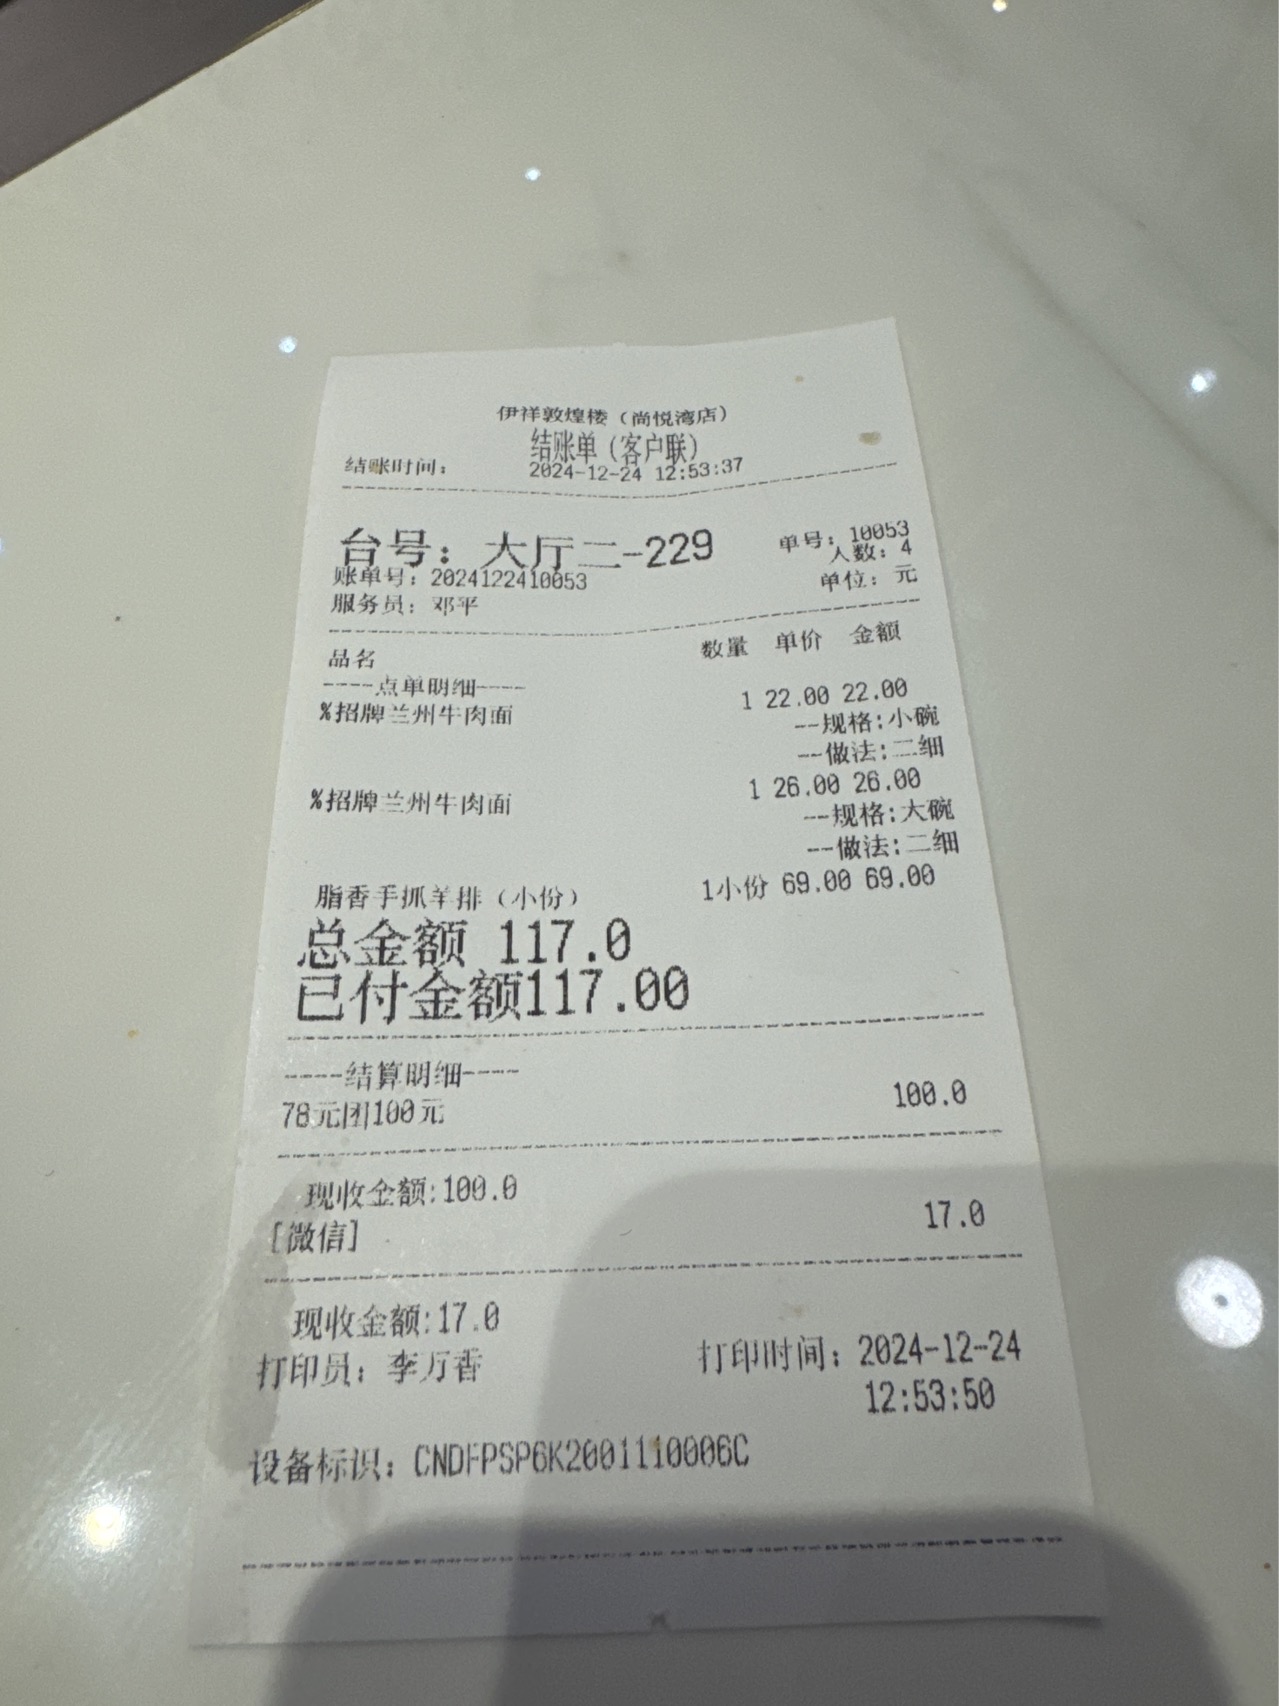 伊祥敦煌楼（尚悦湾店）
结账单（客户联）
结账时间： 2024-12-24 12:53:37
台号：大厅二-229 单号：10053
人数：4
账单号：2024122410053 单位：元
服务员：邓平
品名 数量 单价 金额
----点单明细----
%招牌兰州牛肉面 1 22.00 22.00
--规格:小碗
--做法:二细
%招牌兰州牛肉面 1 26.00 26.00
--规格:大碗
--做法:二细
脂香手抓羊排（小份） 1小份 69.00 69.00
总金额 117.0
已付金额117.00
----结算明细----
78元团100元 100.0
现收金额:100.0
[微信] 17.0
现收金额:17.0
打印员：李万香 打印时间：2024-12-24
12:53:50
设备标识：CNDFPSP6K2001110006C